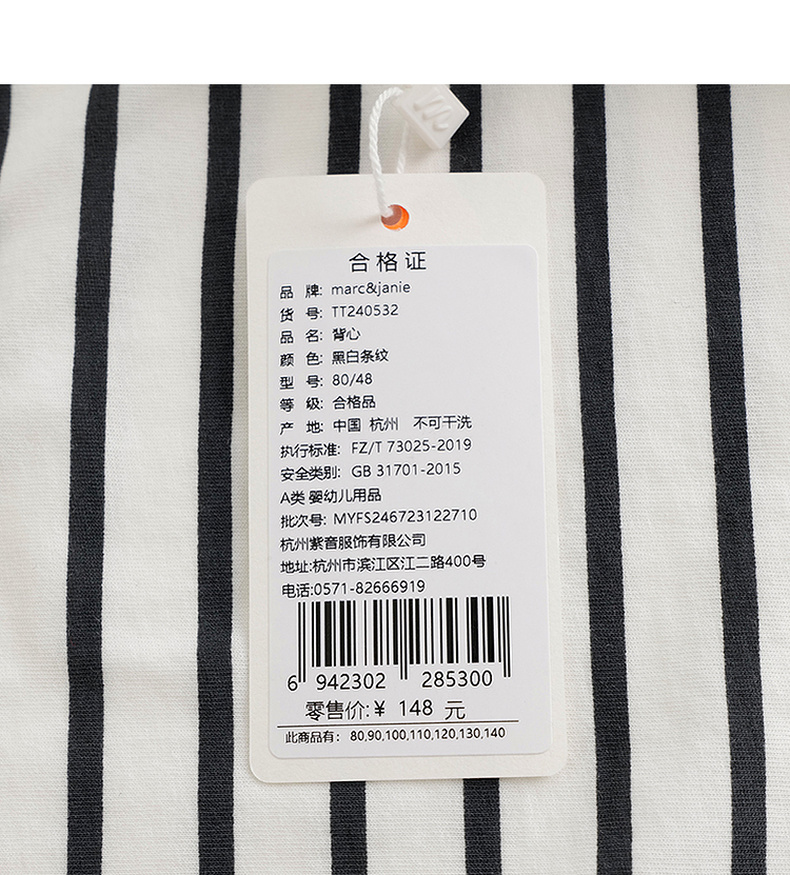 合格证
品 牌: marc&janie
货 号: TT240532
品 名: 背心
颜 色: 黑白条纹
型 号: 80/48
等 级: 合格品
产 地: 中国 杭州 不可干洗
执行标准: FZ/T 73025-2019
安全类别: GB 31701-2015
A类 婴幼儿用品
批次号: MYFS246723122710
杭州紫音服饰有限公司
地址:杭州市滨江区江二路400号
电话:0571-82666919
6 942302 285300
零售价:¥ 148 元
此商品有: 80,90,100,110,120,130,140